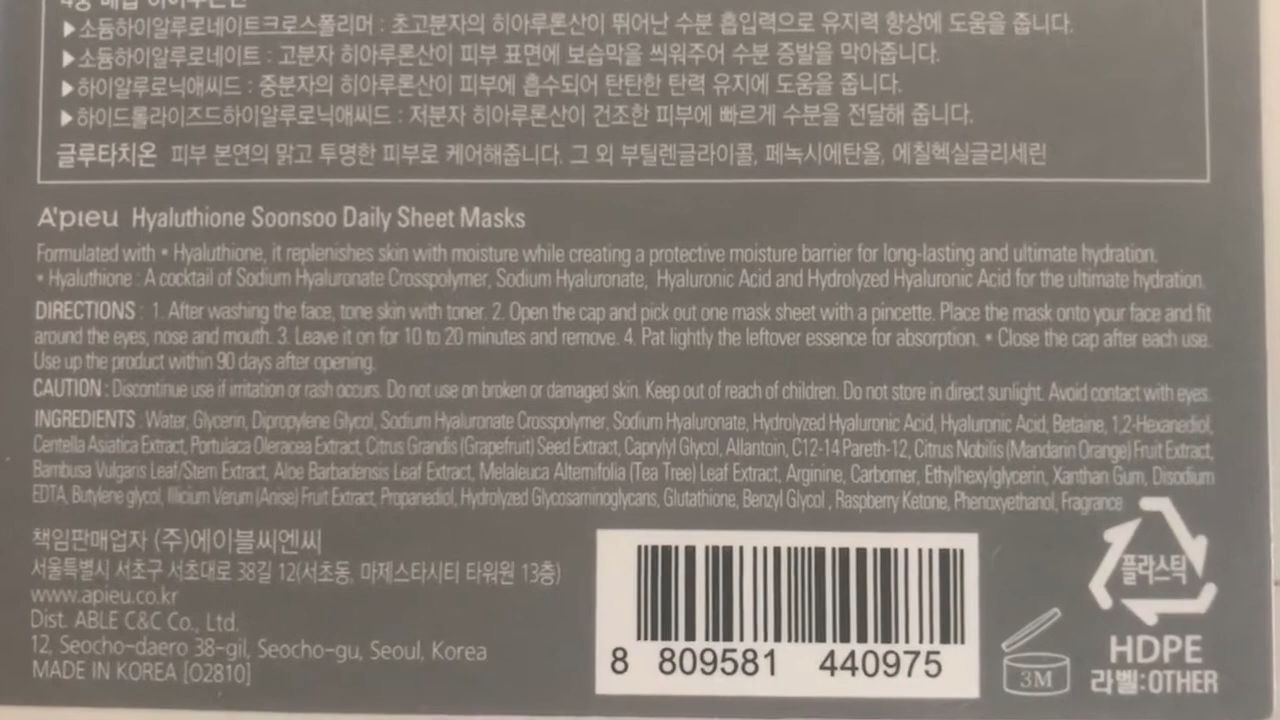 ▶소듐하이알루로네이트크로스폴리머 : 초고분자의 히아루론산이 뛰어난 수분 흡입력으로 유지력 향상에 도움을 줍니다.
▶소듐하이알루로네이트 : 고분자 히아루론산이 피부 표면에 보습막을 씌워주어 수분 증발을 막아줍니다.
▶하이알루로닉애씨드 : 중분자의 히아루론산이 피부에 흡수되어 탄탄한 탄력 유지에 도움을 줍니다.
▶하이드롤라이즈드하이알루로닉애씨드 : 저분자 히아루론산이 건조한 피부에 빠르게 수분을 전달해 줍니다.
글루타치온 피부 본연의 맑고 투명한 피부로 케어해줍니다. 그 외 부틸렌글라이콜, 페녹시에탄올, 에칠헥실글리세린
A'pieu Hyaluthione Soonsoo Daily Sheet Masks
Formulated with * Hyaluthione, it replenishes skin with moisture while creating a protective moisture barrier for long-lasting and ultimate hydration.
* Hyaluthione : A cocktail of Sodium Hyaluronate Crosspolymer, Sodium Hyaluronate, Hyaluronic Acid and Hydrolyzed Hyaluronic Acid for the ultimate hydration.
DIRECTIONS : 1. After washing the face, tone skin with toner. 2. Open the cap and pick out one mask sheet with a pincette. Place the mask onto your face and fit
around the eyes, nose and mouth. 3. Leave it on for 10 to 20 minutes and remove. 4. Pat lightly the leftover essence for absorption. * Close the cap after each use.
Use up the product within 90 days after opening.
CAUTION : Discontinue use if irritation or rash occurs. Do not use on broken or damaged skin. Keep out of reach of children. Do not store in direct sunlight. Avoid contact with eyes.
INGREDIENTS : Water, Glycerin, Dipropylene Glycol, Sodium Hyaluronate Crosspolymer, Sodium Hyaluronate, Hydrolyzed Hyaluronic Acid, Hyaluronic Acid, Betaine, 1,2-Hexanediol,
Centella Asiatica Extract, Portulaca Oleracea Extract, Citrus Grandis (Grapefruit) Seed Extract, Caprylyl Glycol, Allantoin, C12-14 Pareth-12, Citrus Nobilis (Mandarin Orange) Fruit Extract,
Bambusa Vulgaris Leaf/Stem Extract, Aloe Barbadensis Leaf Extract, Melaleuca Alternifolia (Tea Tree) Leaf Extract, Arginine, Carbomer, Ethylhexylglycerin, Xanthan Gum, Disodium
EDTA, Butylene glycol, Illicium Verum (Anise) Fruit Extract, Propanediol, Hydrolyzed Glycosaminoglycans, Glutathione, Benzyl Glycol , Raspberry Ketone, Phenoxyethanol, Fragrance
책임판매업자 (주)에이블씨엔씨
서울특별시 서초구 서초대로 38길 12(서초동, 마제스타시티 타워원 13층)
www.apieu.co.kr
Dist. ABLE C&C Co., Ltd.
12, Seocho-daero 38-gil, Seocho-gu, Seoul, Korea
MADE IN KOREA [O2810]
8 809581 440975
3M
플라스틱
HDPE
라벨:OTHER